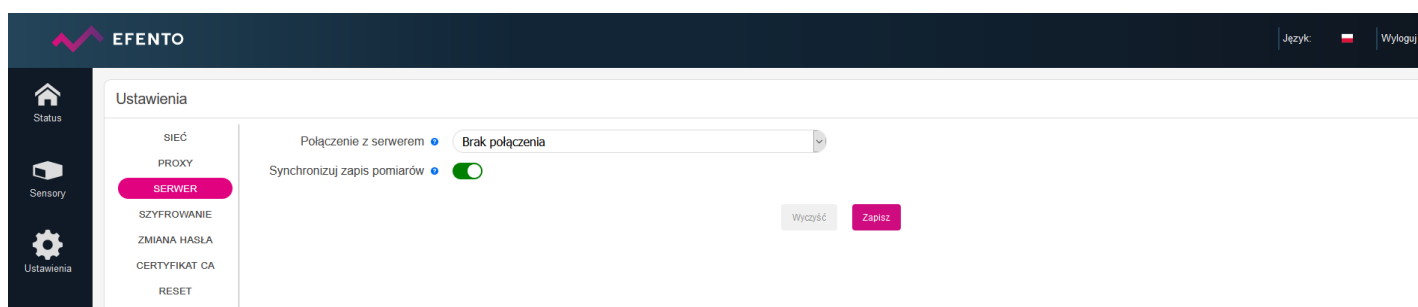 EFENTO
Język:
Wyloguj
Status
Sensory
Ustawienia
Ustawienia
SIEĆ
PROXY
SERWER
SZYFROWANIE
ZMIANA HASŁA
CERTYFIKAT CA
RESET
Połączenie z serwerem ?
Brak połączenia
Synchronizuj zapis pomiarów ?
Wyczyść
Zapisz